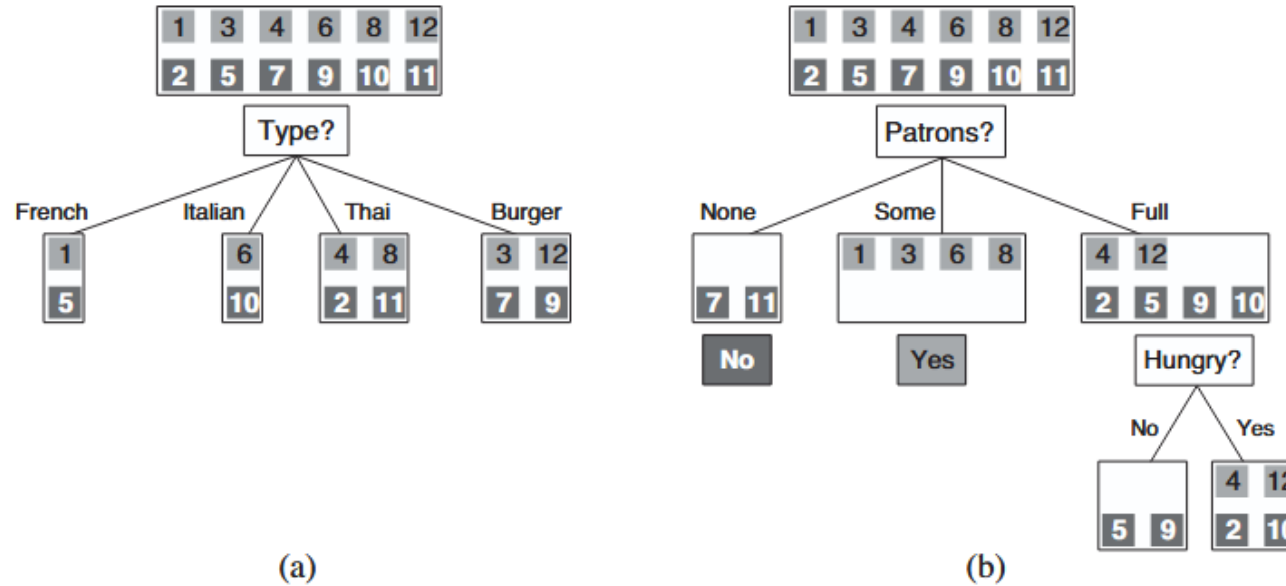 1 3 4 6 8 12
2 5 7 9 10 11
Type?
French Italian Thai Burger
1 6 4 8 3 12
5 10 2 11 7 9
(a)
1 3 4 6 8 12
2 5 7 9 10 11
Patrons?
None Some Full
1 3 6 8 4 12
7 11 2 5 9 10
No Yes Hungry?
No Yes
4 12
5 9 2 10
(b)